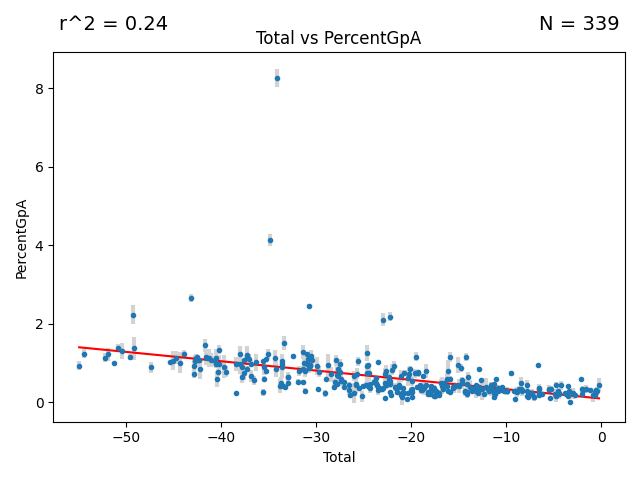 r^2 = 0.24
N = 339
Total vs PercentGpA
PercentGpA
8
6
4
2
0
−50
−40
−30
−20
−10
0
Total